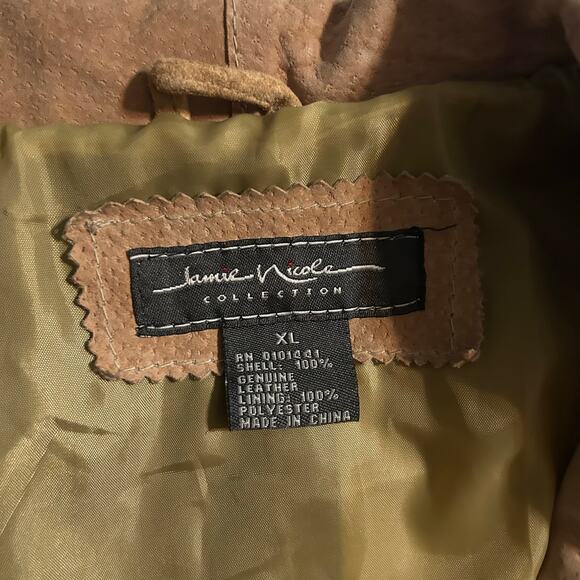 Jamie Nicole
COLLECTION
XL
RN 0101441
SHELL: 100%
GENUINE
LEATHER
LINING: 100%
POLYESTER
MADE IN CHINA